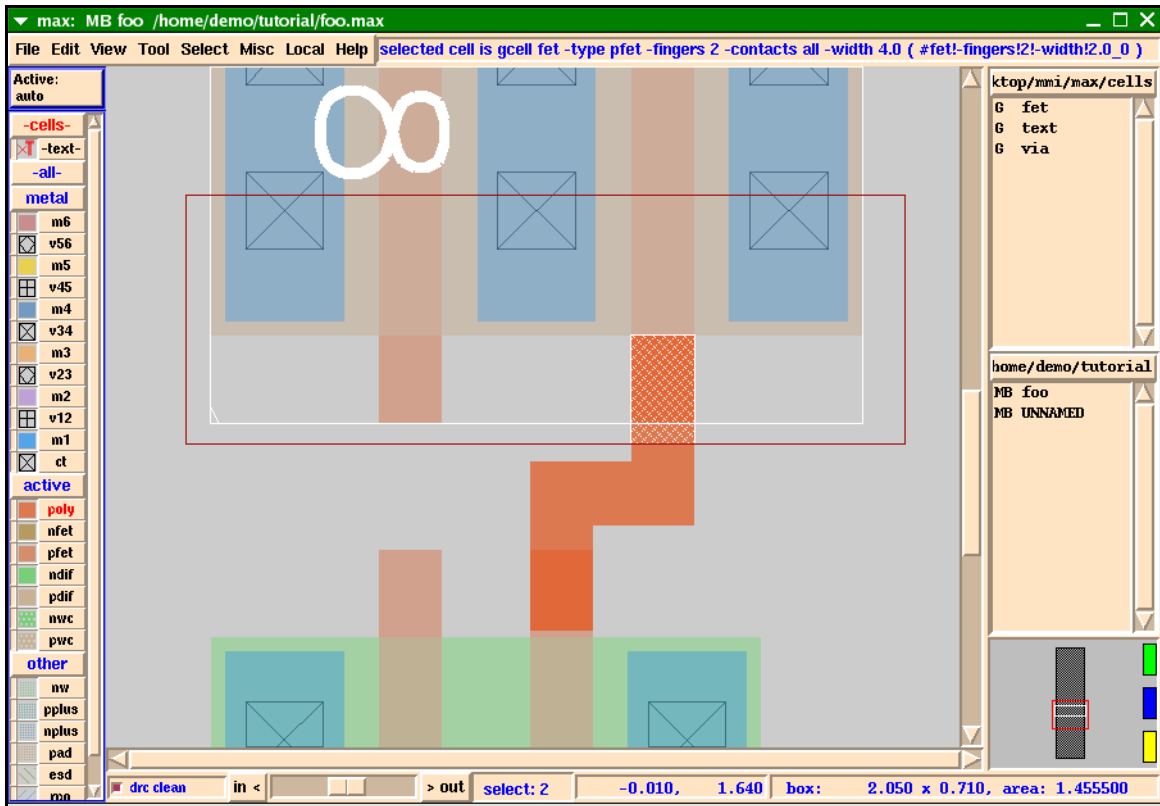 max: MB foo /home/demo/tutorial/foo.max
File Edit View Tool Select Misc Local Help selected cell is gcell fet -type pfet -fingers 2 -contacts all -width 4.0 ( #fet!-fingers!2!-width!2.0_0 )
Active:
auto
-cells-
-text-
-all-
metal
m6
v56
m5
v45
m4
v34
m3
v23
m2
v12
m1
ct
active
poly
nfet
pfet
ndif
pdif
nwc
pwc
other
nw
pplus
nplus
pad
esd
8
ktop/mmi/max/cells
G fet
G text
G via
home/demo/tutorial
MB foo
MB UNNAMED
drc clean in < > out select: 2 -0.010, 1.640 box: 2.050 x 0.710, area: 1.455500